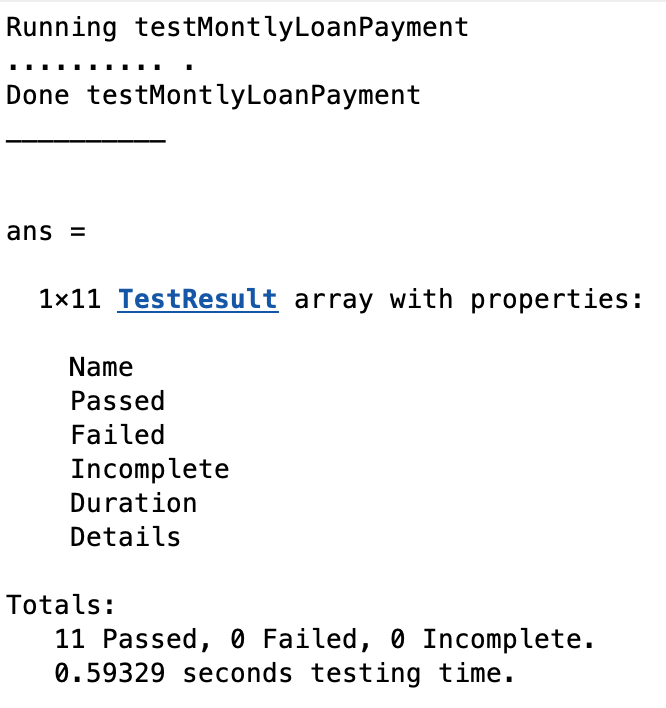 Running testMontlyLoanPayment
.......... .
Done testMontlyLoanPayment
__________
ans =
1×11 TestResult array with properties:
Name
Passed
Failed
Incomplete
Duration
Details
Totals:
11 Passed, 0 Failed, 0 Incomplete.
0.59329 seconds testing time.